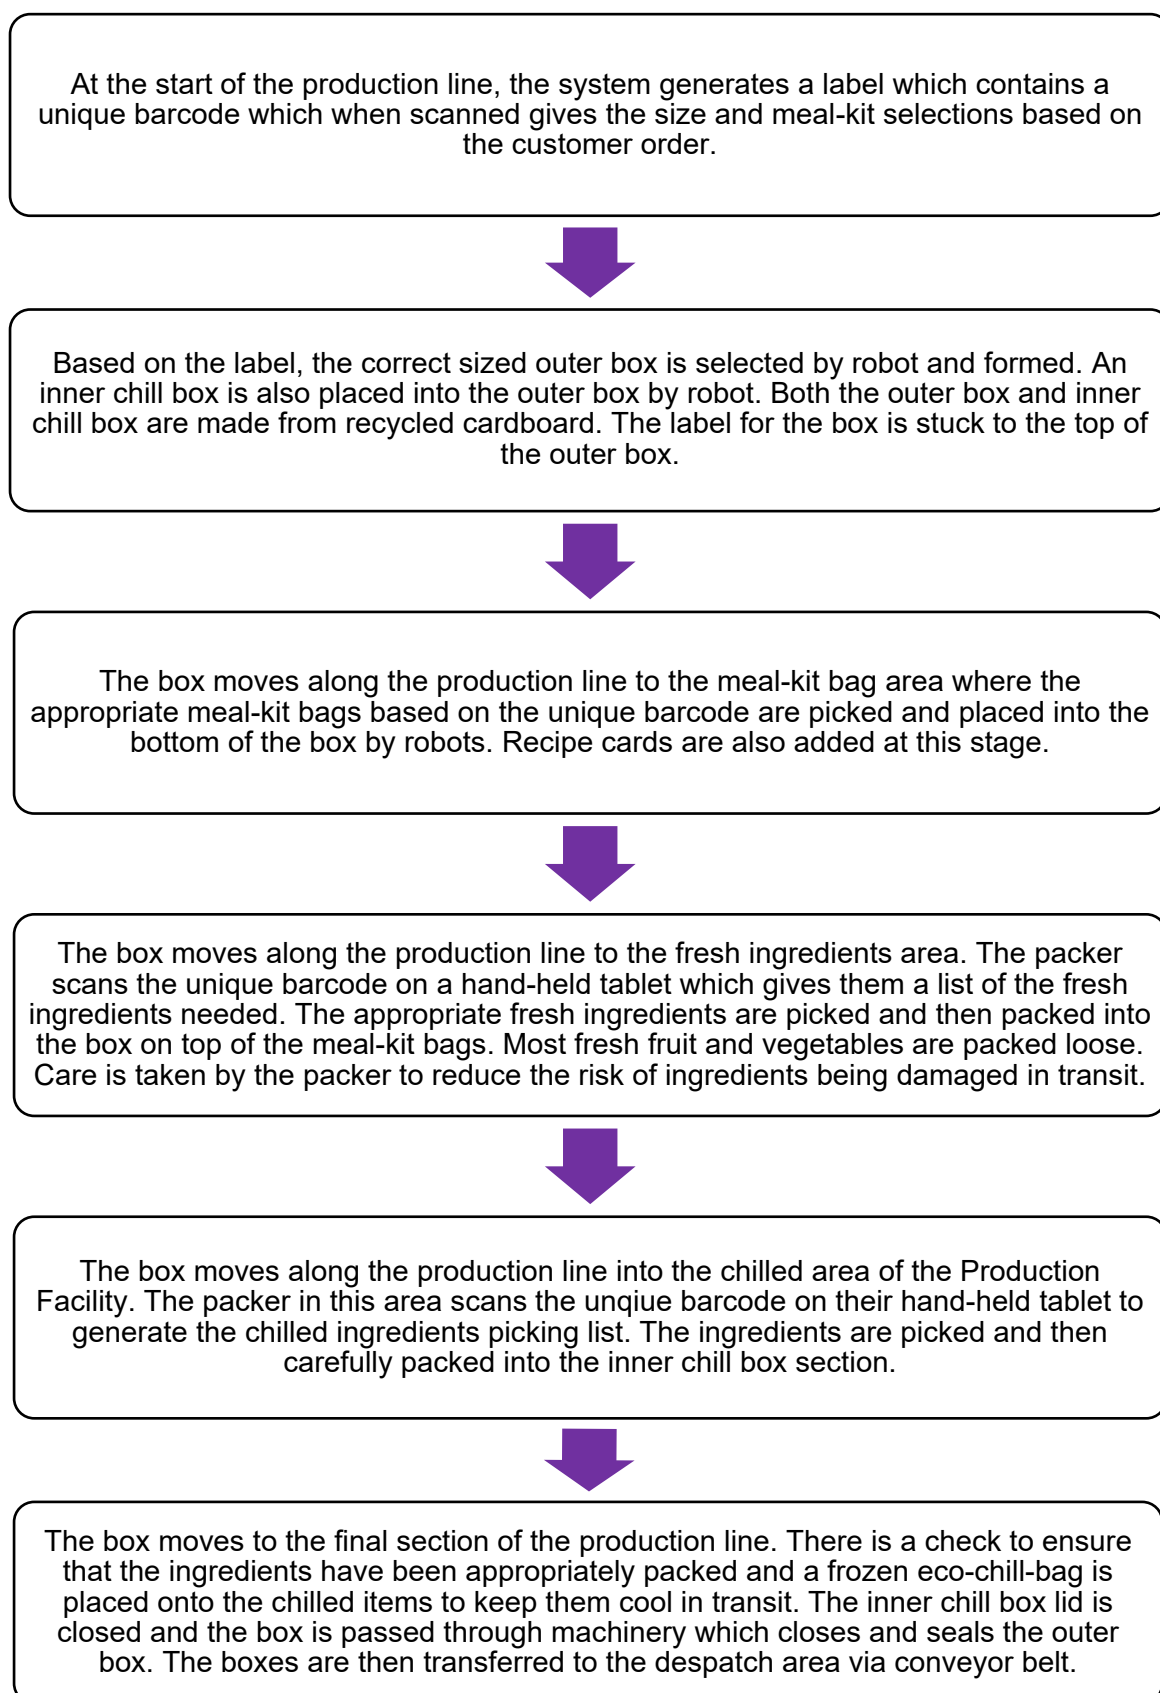 At the start of the production line, the system generates a label which contains a
unique barcode which when scanned gives the size and meal-kit selections based on
the customer order.
Based on the label, the correct sized outer box is selected by robot and formed. An
inner chill box is also placed into the outer box by robot. Both the outer box and inner
chill box are made from recycled cardboard. The label for the box is stuck to the top of
the outer box.
The box moves along the production line to the meal-kit bag area where the
appropriate meal-kit bags based on the unique barcode are picked and placed into the
bottom of the box by robots. Recipe cards are also added at this stage.
The box moves along the production line to the fresh ingredients area. The packer
scans the unique barcode on a hand-held tablet which gives them a list of the fresh
ingredients needed. The appropriate fresh ingredients are picked and then packed into
the box on top of the meal-kit bags. Most fresh fruit and vegetables are packed loose.
Care is taken by the packer to reduce the risk of ingredients being damaged in transit.
The box moves along the production line into the chilled area of the Production
Facility. The packer in this area scans the unqiue barcode on their hand-held tablet to
generate the chilled ingredients picking list. The ingredients are picked and then
carefully packed into the inner chill box section.
The box moves to the final section of the production line. There is a check to ensure
that the ingredients have been appropriately packed and a frozen eco-chill-bag is
placed onto the chilled items to keep them cool in transit. The inner chill box lid is
closed and the box is passed through machinery which closes and seals the outer
box. The boxes are then transferred to the despatch area via conveyor belt.